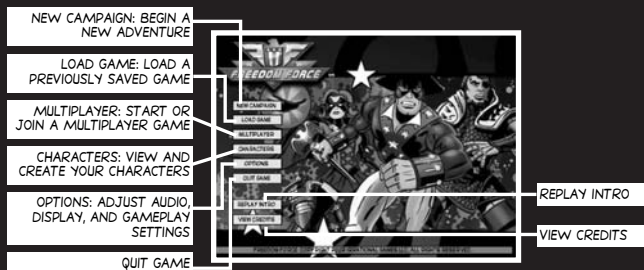 NEW CAMPAIGN: BEGIN A
NEW ADVENTURE
LOAD GAME: LOAD A
PREVIOUSLY SAVED GAME
MULTIPLAYER: START OR
JOIN A MULTIPLAYER GAME
CHARACTERS: VIEW AND
CREATE YOUR CHARACTERS
OPTIONS: ADJUST AUDIO,
DISPLAY, AND GAMEPLAY
SETTINGS
QUIT GAME
FREEDOM FORCE
NEW CAMPAIGN
LOAD GAME
MULTIPLAYER
CHARACTERS
OPTIONS
QUIT GAME
REPLAY INTRO
VIEW CREDITS
REPLAY INTRO
VIEW CREDITS